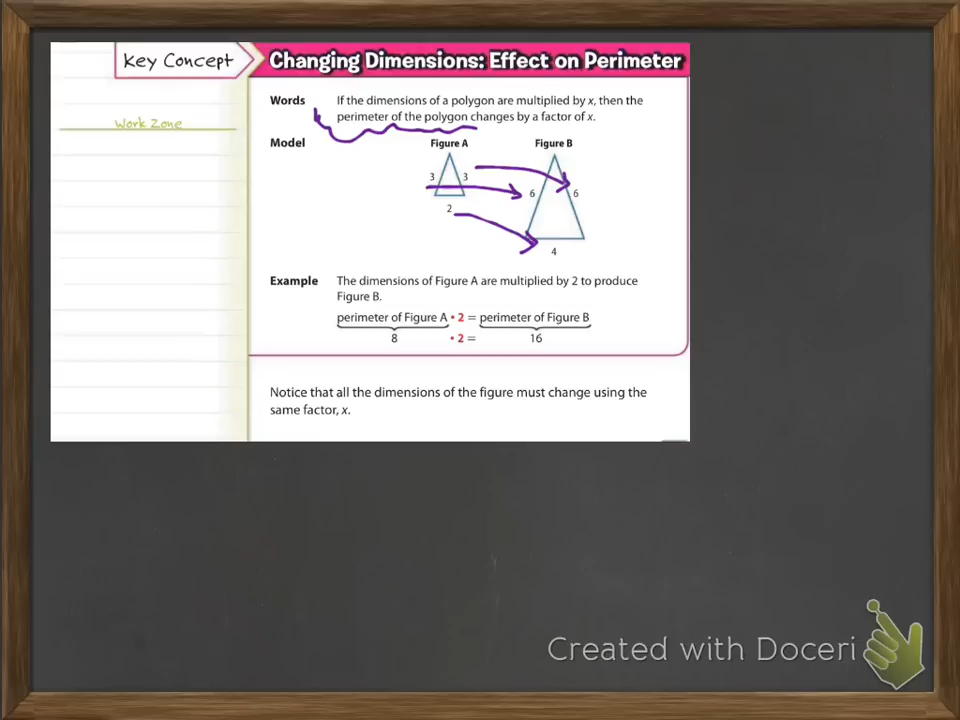 Key Concept
Changing Dimensions: Effect on Perimeter
Work Zone
Words
If the dimensions of a polygon are multiplied by x, then the
perimeter of the polygon changes by a factor of x.
Model
Figure A
Figure B
3
3
2
6
6
4
Example
The dimensions of Figure A are multiplied by 2 to produce
Figure B.
perimeter of Figure A • 2 = perimeter of Figure B
8 • 2 = 16
Notice that all the dimensions of the figure must change using the
same factor, x.
Created with Doceri